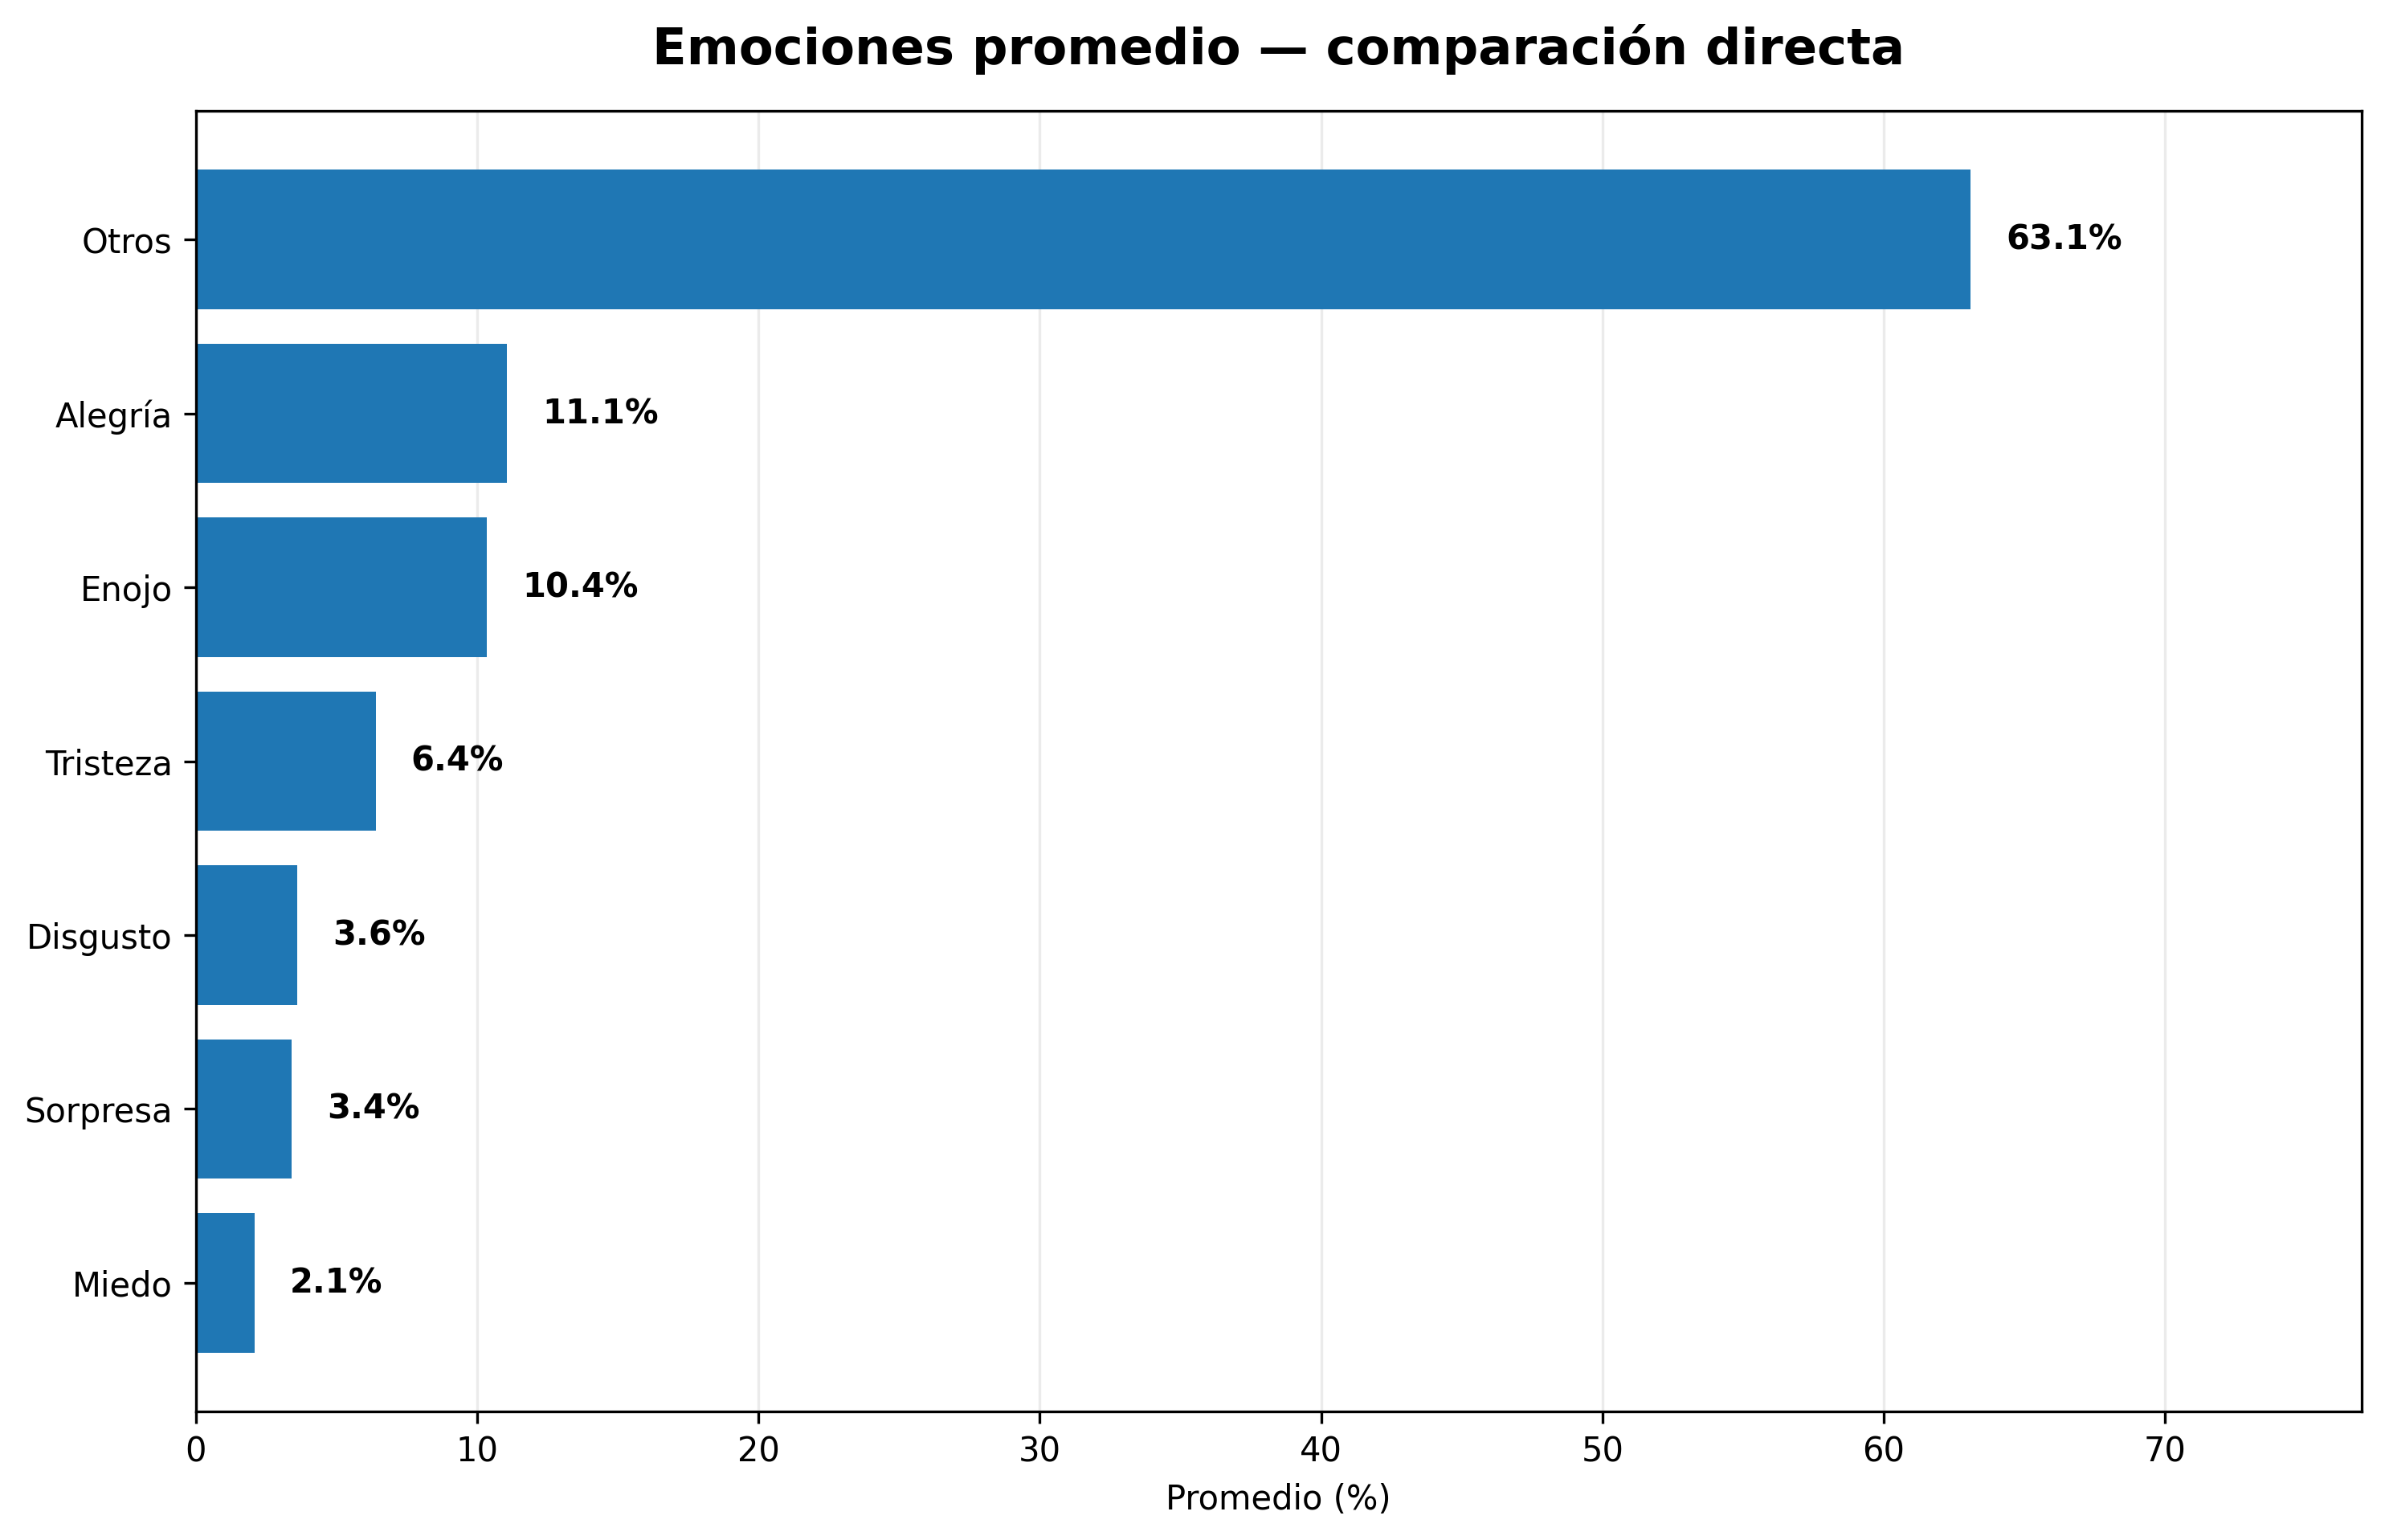 Emociones promedio — comparación directa
Otros
63.1%
Alegría
11.1%
Enojo
10.4%
Tristeza
6.4%
Disgusto
3.6%
Sorpresa
3.4%
Miedo
2.1%
0 10 20 30 40 50 60 70
Promedio (%)